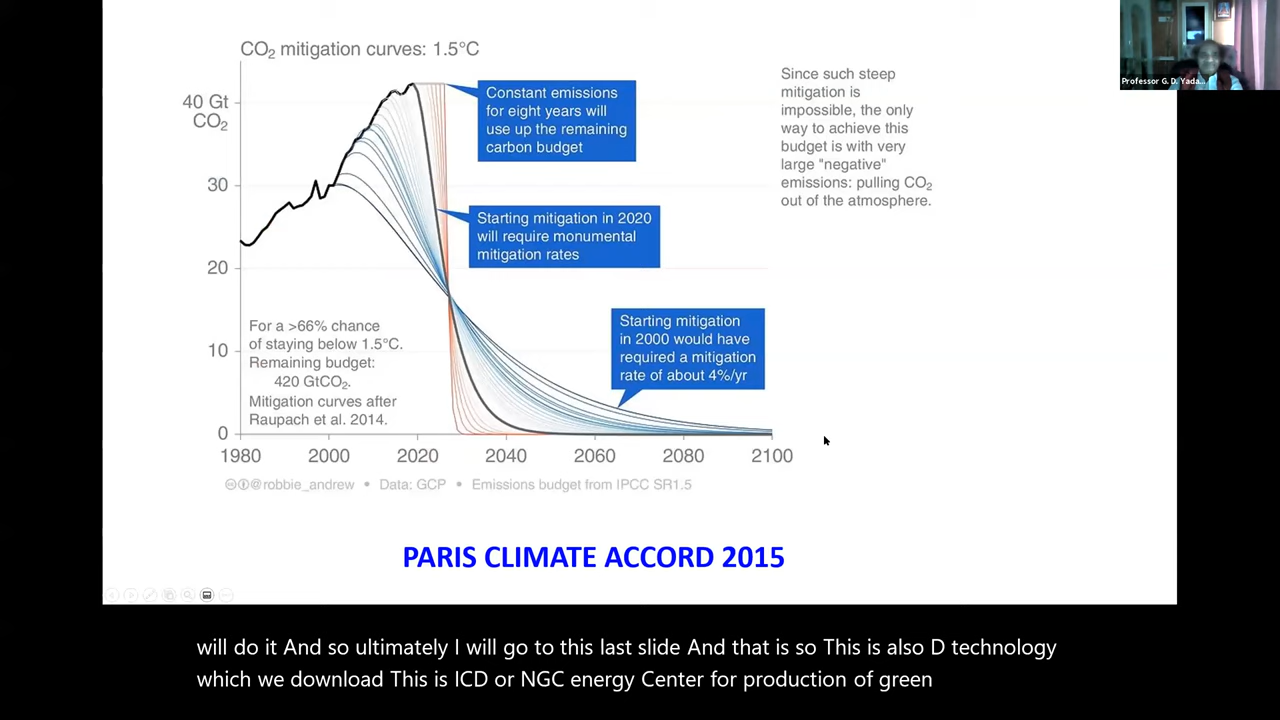 CO₂ mitigation curves: 1.5°C
40 Gt
CO₂
30
20
10
0
1980
2000
2020
2040
2060
2080
2100
Constant emissions
for eight years will
use up the remaining
carbon budget
Starting mitigation in 2020
will require monumental
mitigation rates
Starting mitigation
in 2000 would have
required a mitigation
rate of about 4%/yr
For a >66% chance
of staying below 1.5°C.
Remaining budget:
420 GtCO₂.
Mitigation curves after
Raupach et al. 2014.
Since such steep
mitigation is
impossible, the only
way to achieve this
budget is with very
large "negative"
emissions: pulling CO₂
out of the atmosphere.
@robbie_andrew • Data: GCP • Emissions budget from IPCC SR1.5
PARIS CLIMATE ACCORD 2015
Professor G. D. Yada...
will do it And so ultimately I will go to this last slide And that is so This is also D technology
which we download This is ICD or NGC energy Center for production of green